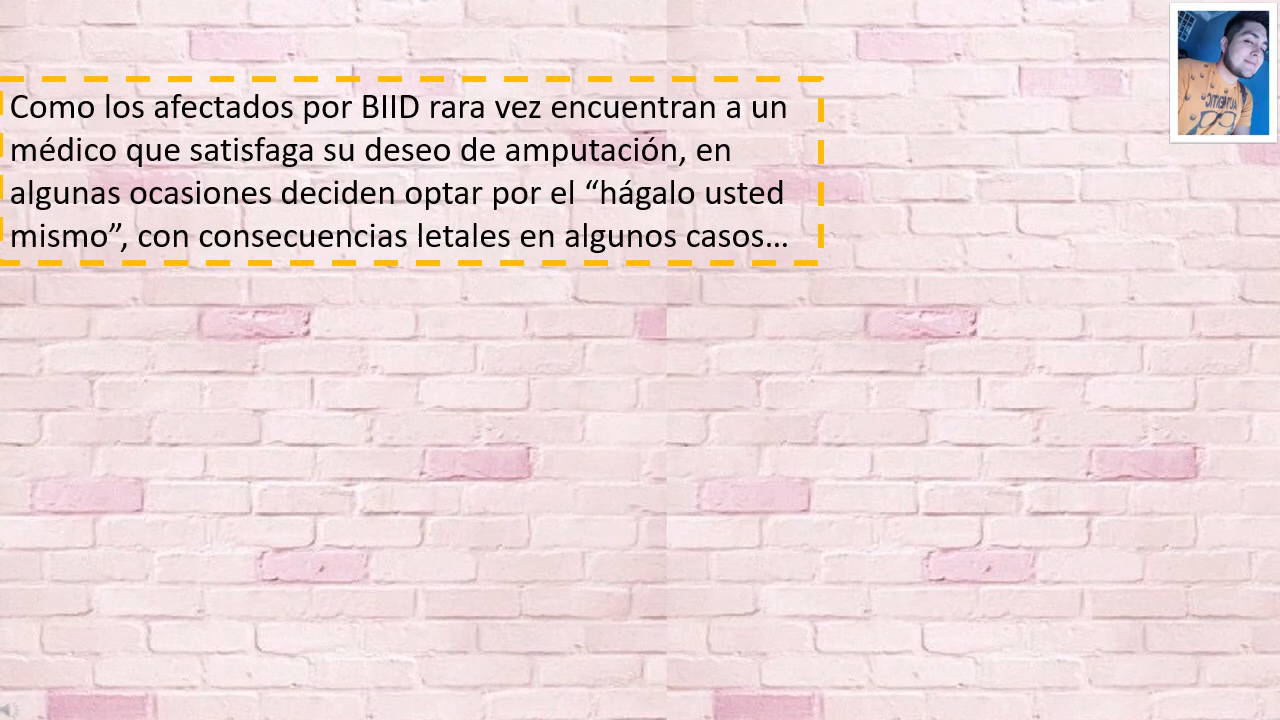 Como los afectados por BIID rara vez encuentran a un
médico que satisfaga su deseo de amputación, en
algunas ocasiones deciden optar por el “hágalo usted
mismo”, con consecuencias letales en algunos casos…